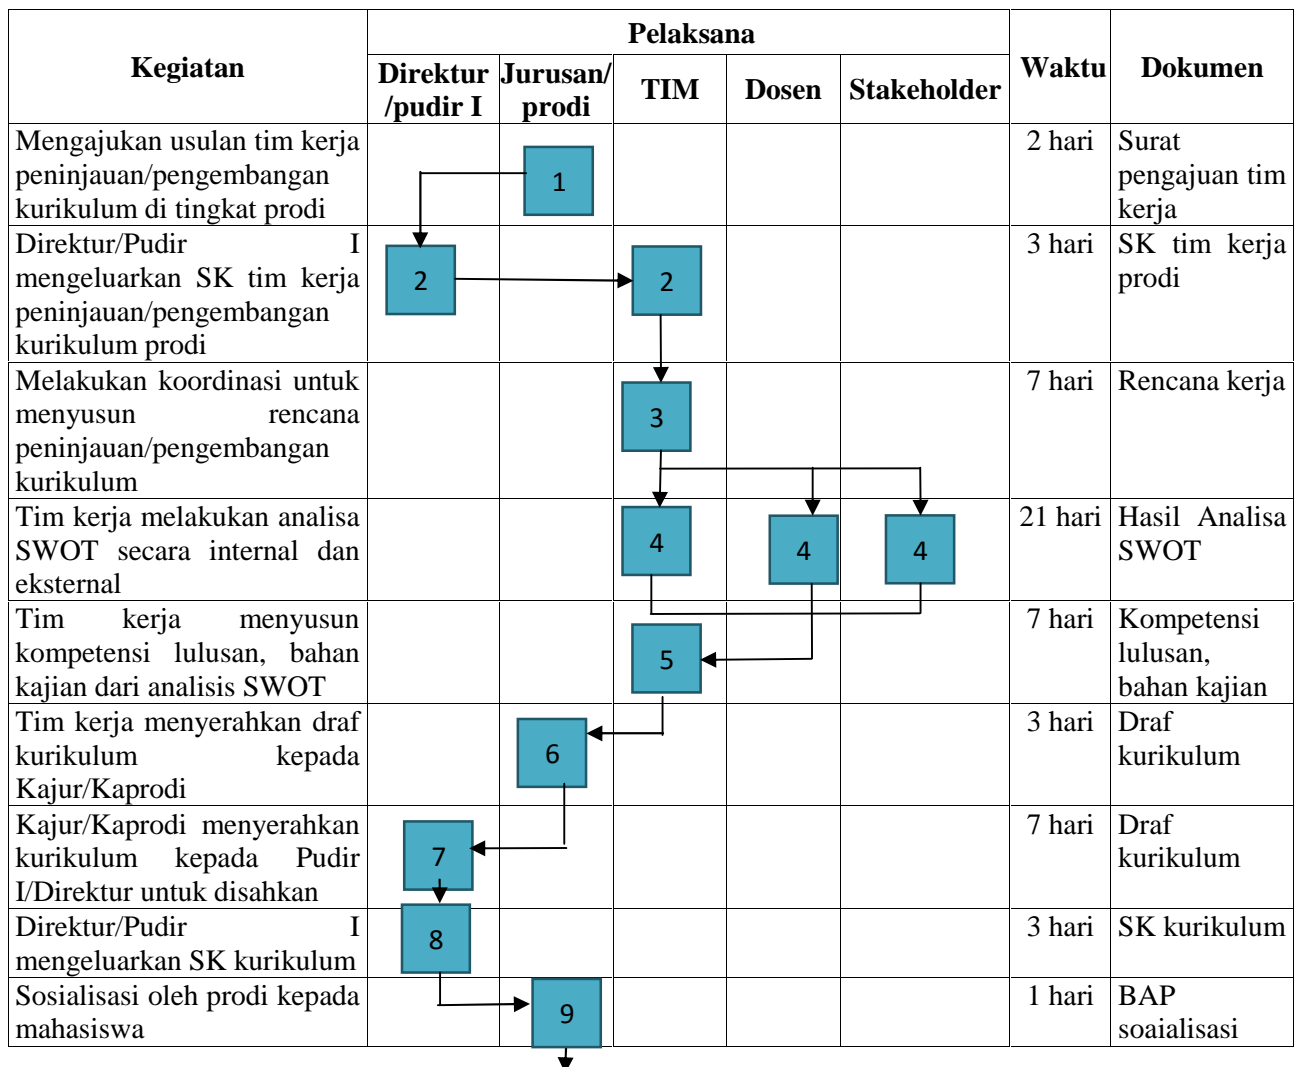 Kegiatan
Pelaksana
Waktu
Dokumen
Direktur
/pudir I
Jurusan/
prodi
TIM
Dosen
Stakeholder
Mengajukan usulan tim kerja
peninjauan/pengembangan
kurikulum di tingkat prodi
1
2 hari
Surat
pengajuan tim
kerja
Direktur/Pudir I
mengeluarkan SK tim kerja
peninjauan/pengembangan
kurikulum prodi
2
2
3 hari
SK tim kerja
prodi
Melakukan koordinasi untuk
menyusun rencana
peninjauan/pengembangan
kurikulum
3
7 hari
Rencana kerja
Tim kerja melakukan analisa
SWOT secara internal dan
eksternal
4
4
4
21 hari
Hasil Analisa
SWOT
Tim kerja menyusun
kompetensi lulusan, bahan
kajian dari analisis SWOT
5
7 hari
Kompetensi
lulusan,
bahan kajian
Tim kerja menyerahkan draf
kurikulum kepada
Kajur/Kaprodi
6
3 hari
Draf
kurikulum
Kajur/Kaprodi menyerahkan
kurikulum kepada Pudir
I/Direktur untuk disahkan
7
7 hari
Draf
kurikulum
Direktur/Pudir I
mengeluarkan SK kurikulum
8
3 hari
SK kurikulum
Sosialisasi oleh prodi kepada
mahasiswa
9
1 hari
BAP
soaialisasi